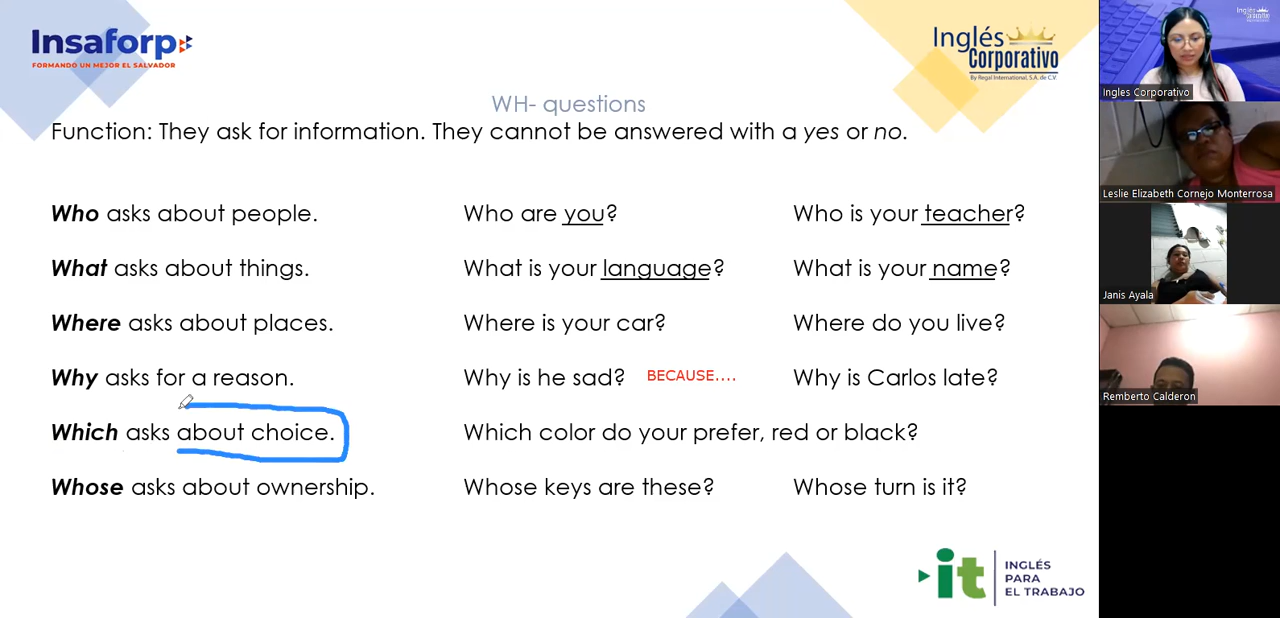 Insaforp
FORMANDO UN MEJOR EL SALVADOR
Inglés
Corporativo
By Regal International, S.A. de C.V.
WH- questions
Function: They ask for information. They cannot be answered with a yes or no.
Who asks about people. Who are you? Who is your teacher?
What asks about things. What is your language? What is your name?
Where asks about places. Where is your car? Where do you live?
Why asks for a reason. Why is he sad? BECAUSE.... Why is Carlos late?
Which asks about choice. Which color do your prefer, red or black?
Whose asks about ownership. Whose keys are these? Whose turn is it?
it
INGLÉS
PARA
EL TRABAJO
Inglés
Ingles Corporativo
Leslie Elizabeth Cornejo Monterrosa
Janis Ayala
Remberto Calderon